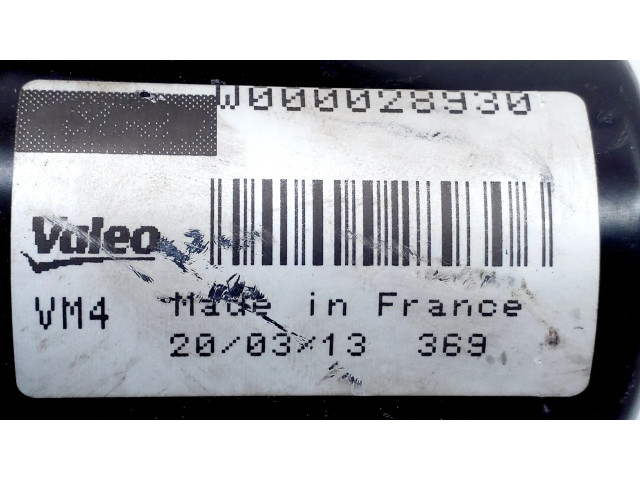 W000028930
Valeo
VM4 Made in France
20/03/13 369